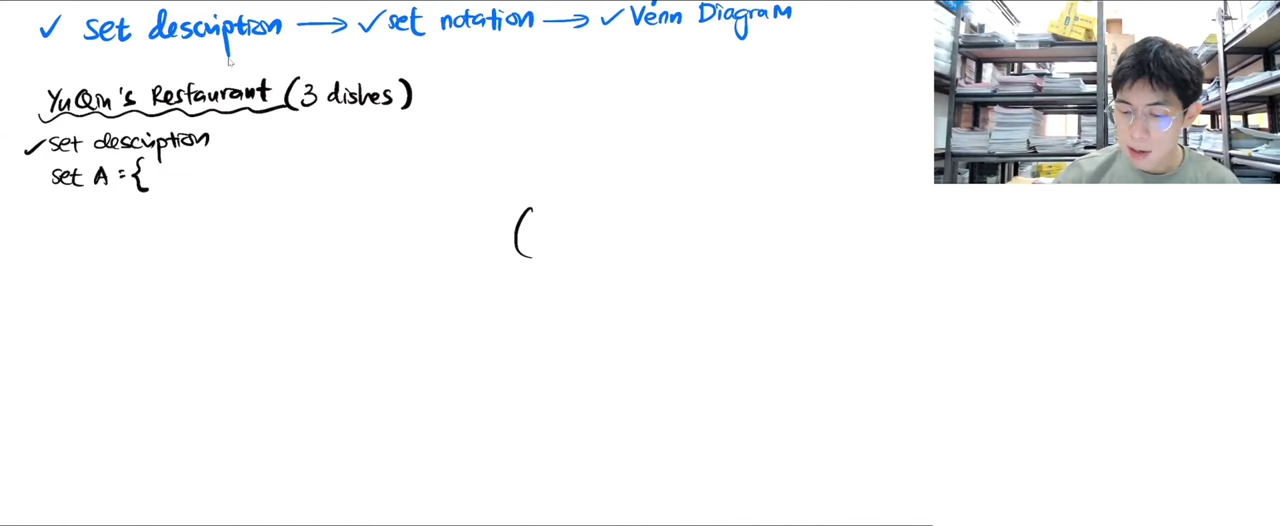 ✓ set description → ✓ set notation → ✓ Venn Diagram
YuQin's Restaurant (3 dishes)
✓ set description
set A = {
(